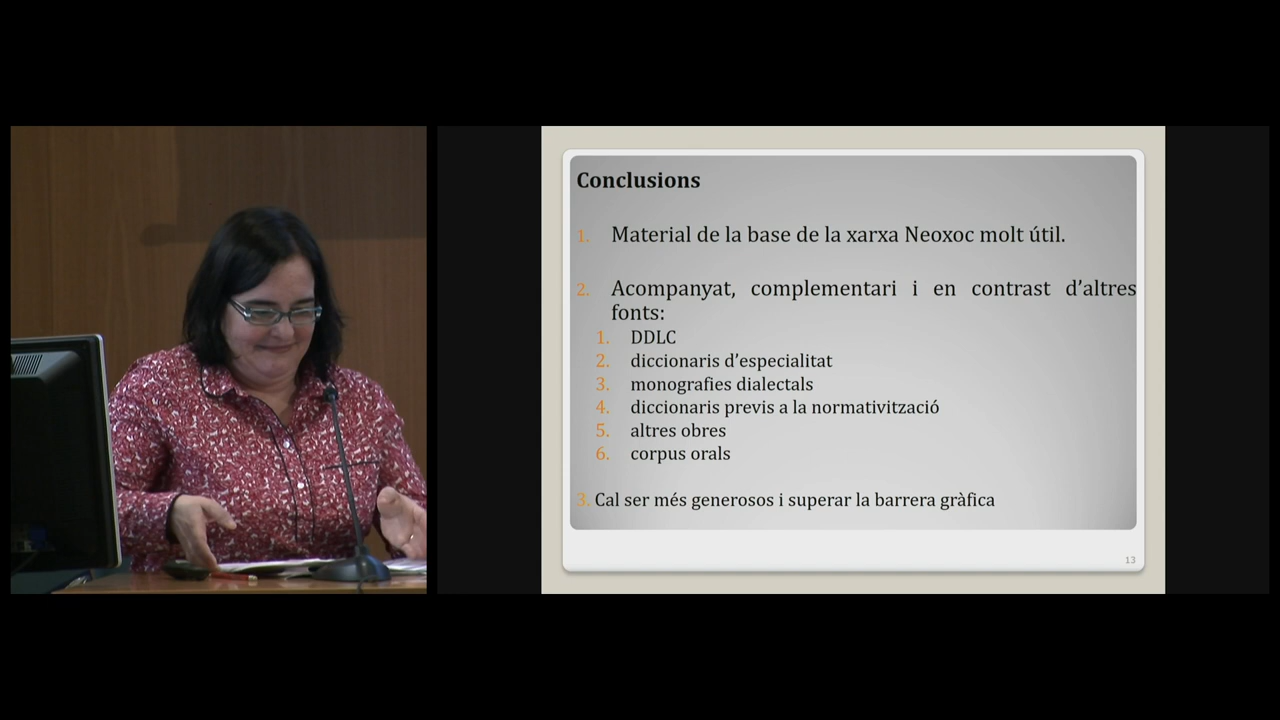 Conclusions
1. Material de la base de la xarxa Neoxoc molt útil.
2. Acompanyat, complementari i en contrast d’altres
fonts:
1. DDLC
2. diccionaris d’especialitat
3. monografies dialectals
4. diccionaris previs a la normativització
5. altres obres
6. corpus orals
3. Cal ser més generosos i superar la barrera gràfica
13